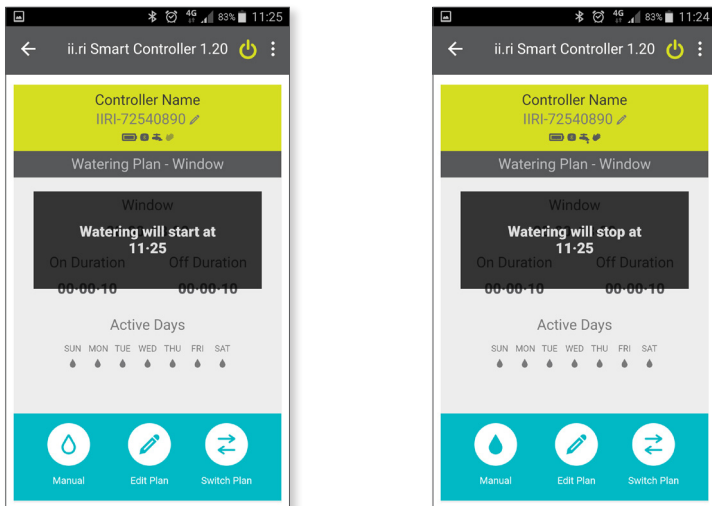 4G 83% 11:25
ii.ri Smart Controller 1.20
Controller Name
IIRI-72540890
Watering Plan - Window
Window
Watering will start at
11-25
On Duration Off Duration
00-00-10 00-00-10
Active Days
SUN MON TUE WED THU FRI SAT
Manual Edit Plan Switch Plan
4G 83% 11:24
ii.ri Smart Controller 1.20
Controller Name
IIRI-72540890
Watering Plan - Window
Window
Watering will stop at
11-25
On Duration Off Duration
00-00-10 00-00-10
Active Days
SUN MON TUE WED THU FRI SAT
Manual Edit Plan Switch Plan